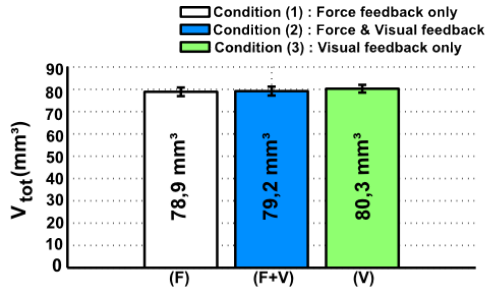 Condition (1) : Force feedback only
Condition (2) : Force & Visual feedback
Condition (3) : Visual feedback only
90
80
70
60
50
40
30
20
10
0
V tot (mm³)
78,9 mm³
79,2 mm³
80,3 mm³
(F)
(F+V)
(V)